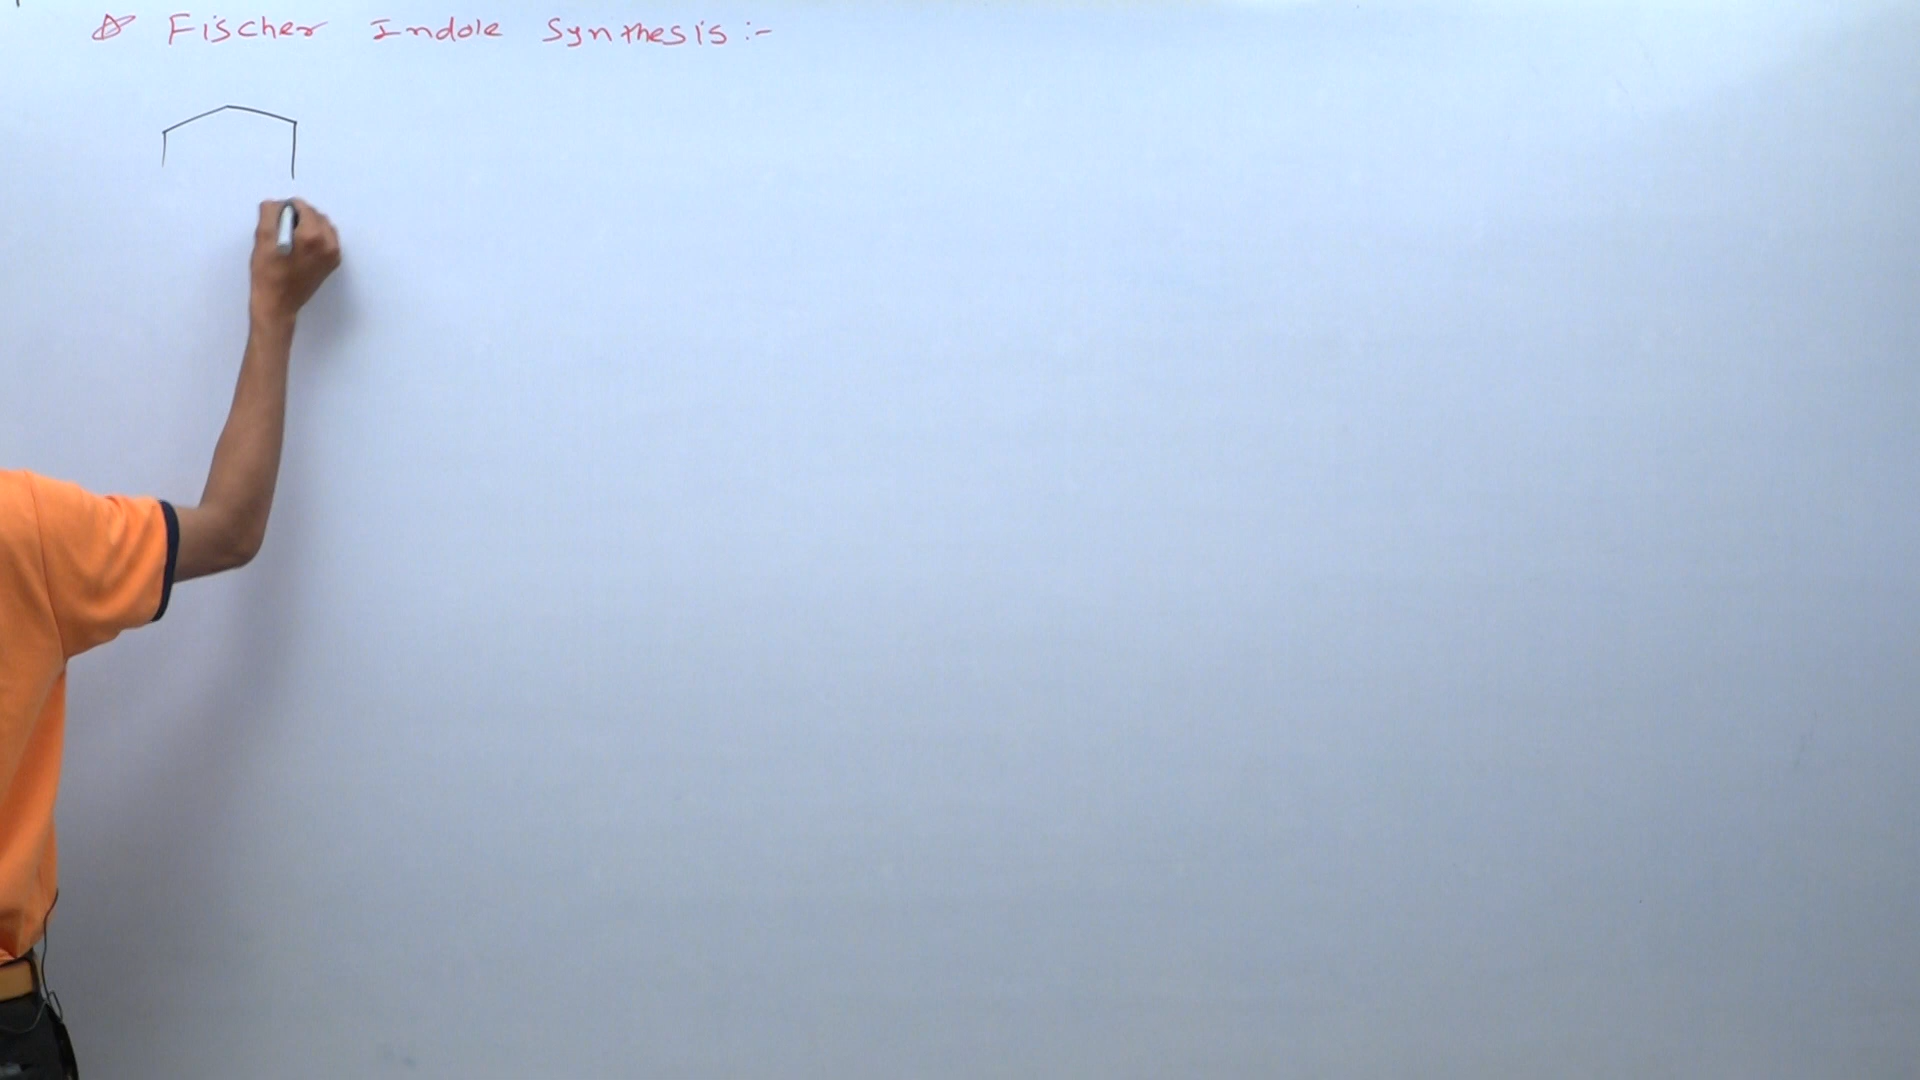 ☆ Fischer Indole Synthesis :-